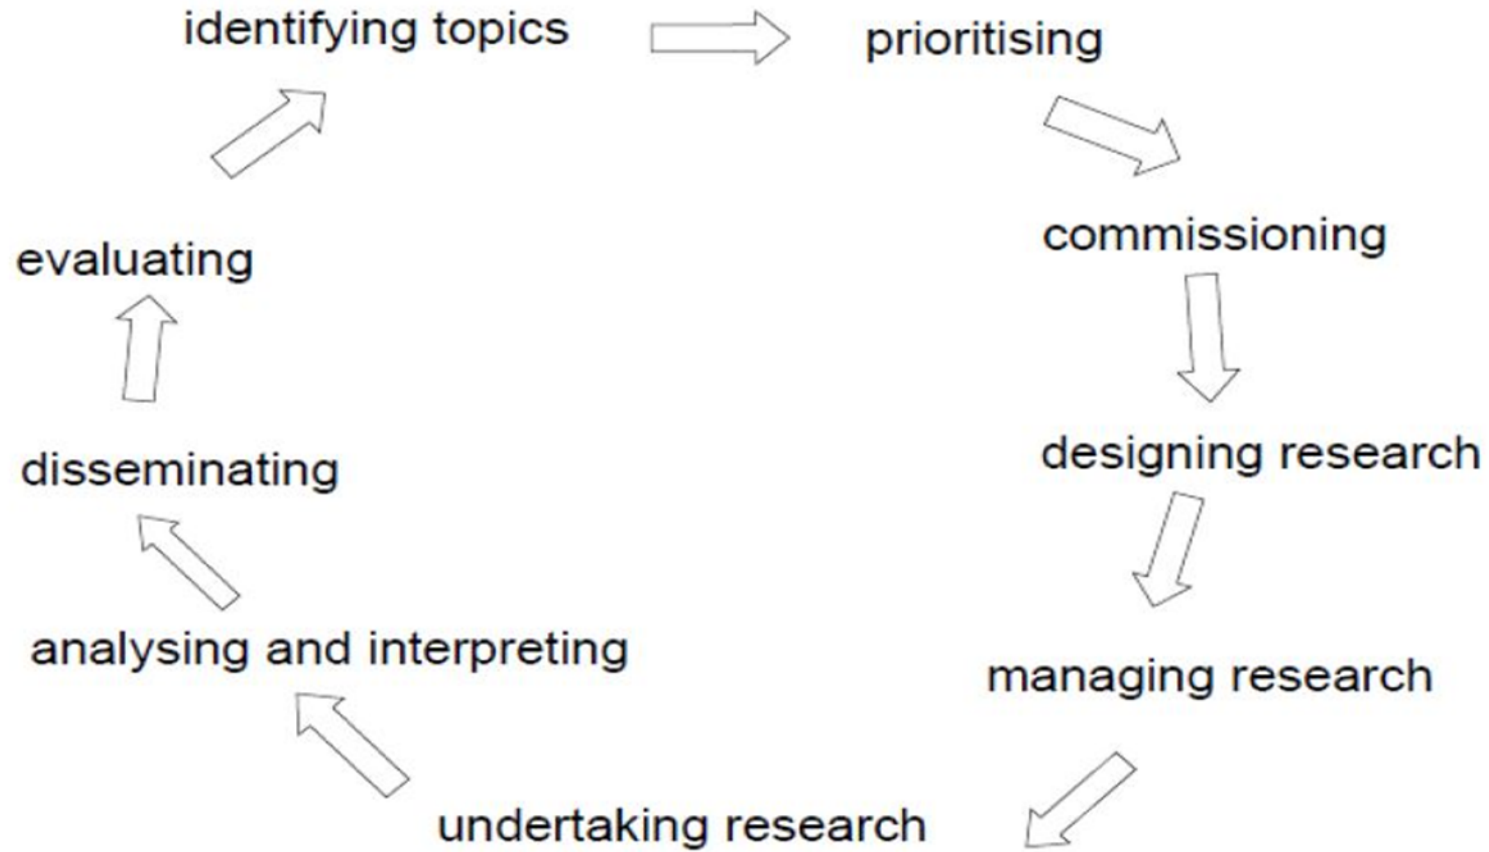 identifying topics
prioritising
commissioning
designing research
managing research
undertaking research
analysing and interpreting
disseminating
evaluating